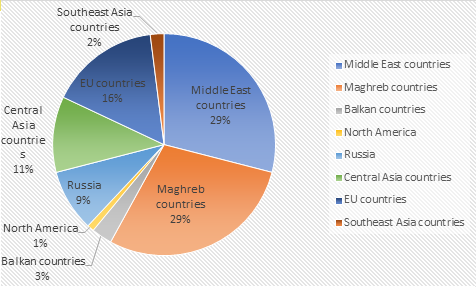 Southeast Asia
countries
2%
EU countries
16%
Middle East
countries
29%
Central
Asia
countrie
s
11%
Russia
9%
Maghreb
countries
29%
North America
1%
Balkan countries
3%
Middle East countries
Maghreb countries
Balkan countries
North America
Russia
Central Asia countries
EU countries
Southeast Asia countries